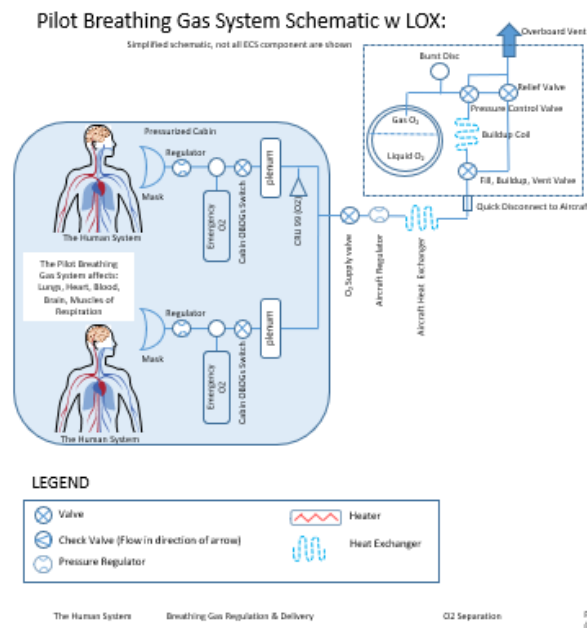 Pilot Breathing Gas System Schematic w LOX:
Simplified schematic, not all ECS component are shown
Overboard Vent
Burst Disc
Relief Valve
Pressure Control Valve
Gas O₂
Buildup Coil
Liquid O₂
Fill, Buildup, Vent Valve
Quick Disconnect to Aircraft
Pressurized Cabin
Regulator
Mask
The Human System
Emergency
O2
Cabin OBOGs Switch
plenum
CRU 99 (O2)
O₂ Supply valve
Aircraft Regulator
Aircraft Heat Exchanger
The Pilot Breathing
Gas System affects:
Lungs, Heart, Blood,
Brain, Muscles of
Respiration
Regulator
Mask
The Human System
Emergency
O2
Cabin OBOGs Switch
plenum
LEGEND
Valve
Check Valve (Flow in direction of arrow)
Pressure Regulator
Heater
Heat Exchanger
The Human System
Breathing Gas Regulation & Delivery
O2 Separation